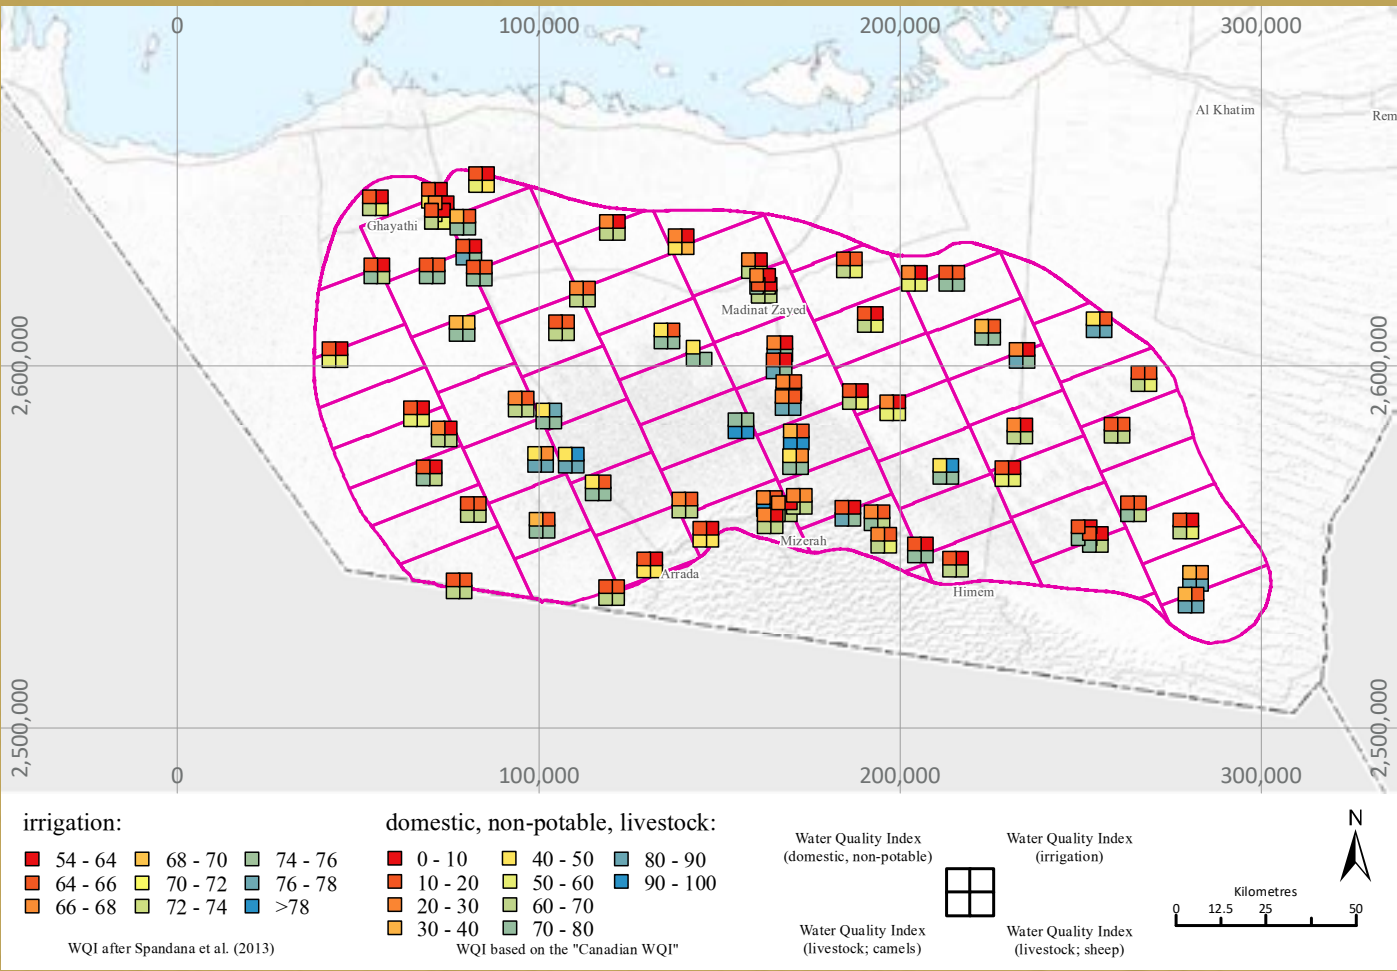 0 100,000 200,000 300,000
Al Khatim
Rem
Ghayathi
Madinat Zayed
2,600,000 2,600,000
Mizerah
Arrada
Himem
2,500,000 2,500,000
0 100,000 200,000 300,000
irrigation:
54 - 64 68 - 70 74 - 76
64 - 66 70 - 72 76 - 78
66 - 68 72 - 74 >78
WQI after Spandana et al. (2013)
domestic, non-potable, livestock:
0 - 10 40 - 50 80 - 90
10 - 20 50 - 60 90 - 100
20 - 30 60 - 70
30 - 40 70 - 80
WQI based on the "Canadian WQI"
Water Quality Index
(domestic, non-potable)
Water Quality Index
(irrigation)
Water Quality Index
(livestock; camels)
Water Quality Index
(livestock; sheep)
N
Kilometres
0 12.5 25 50